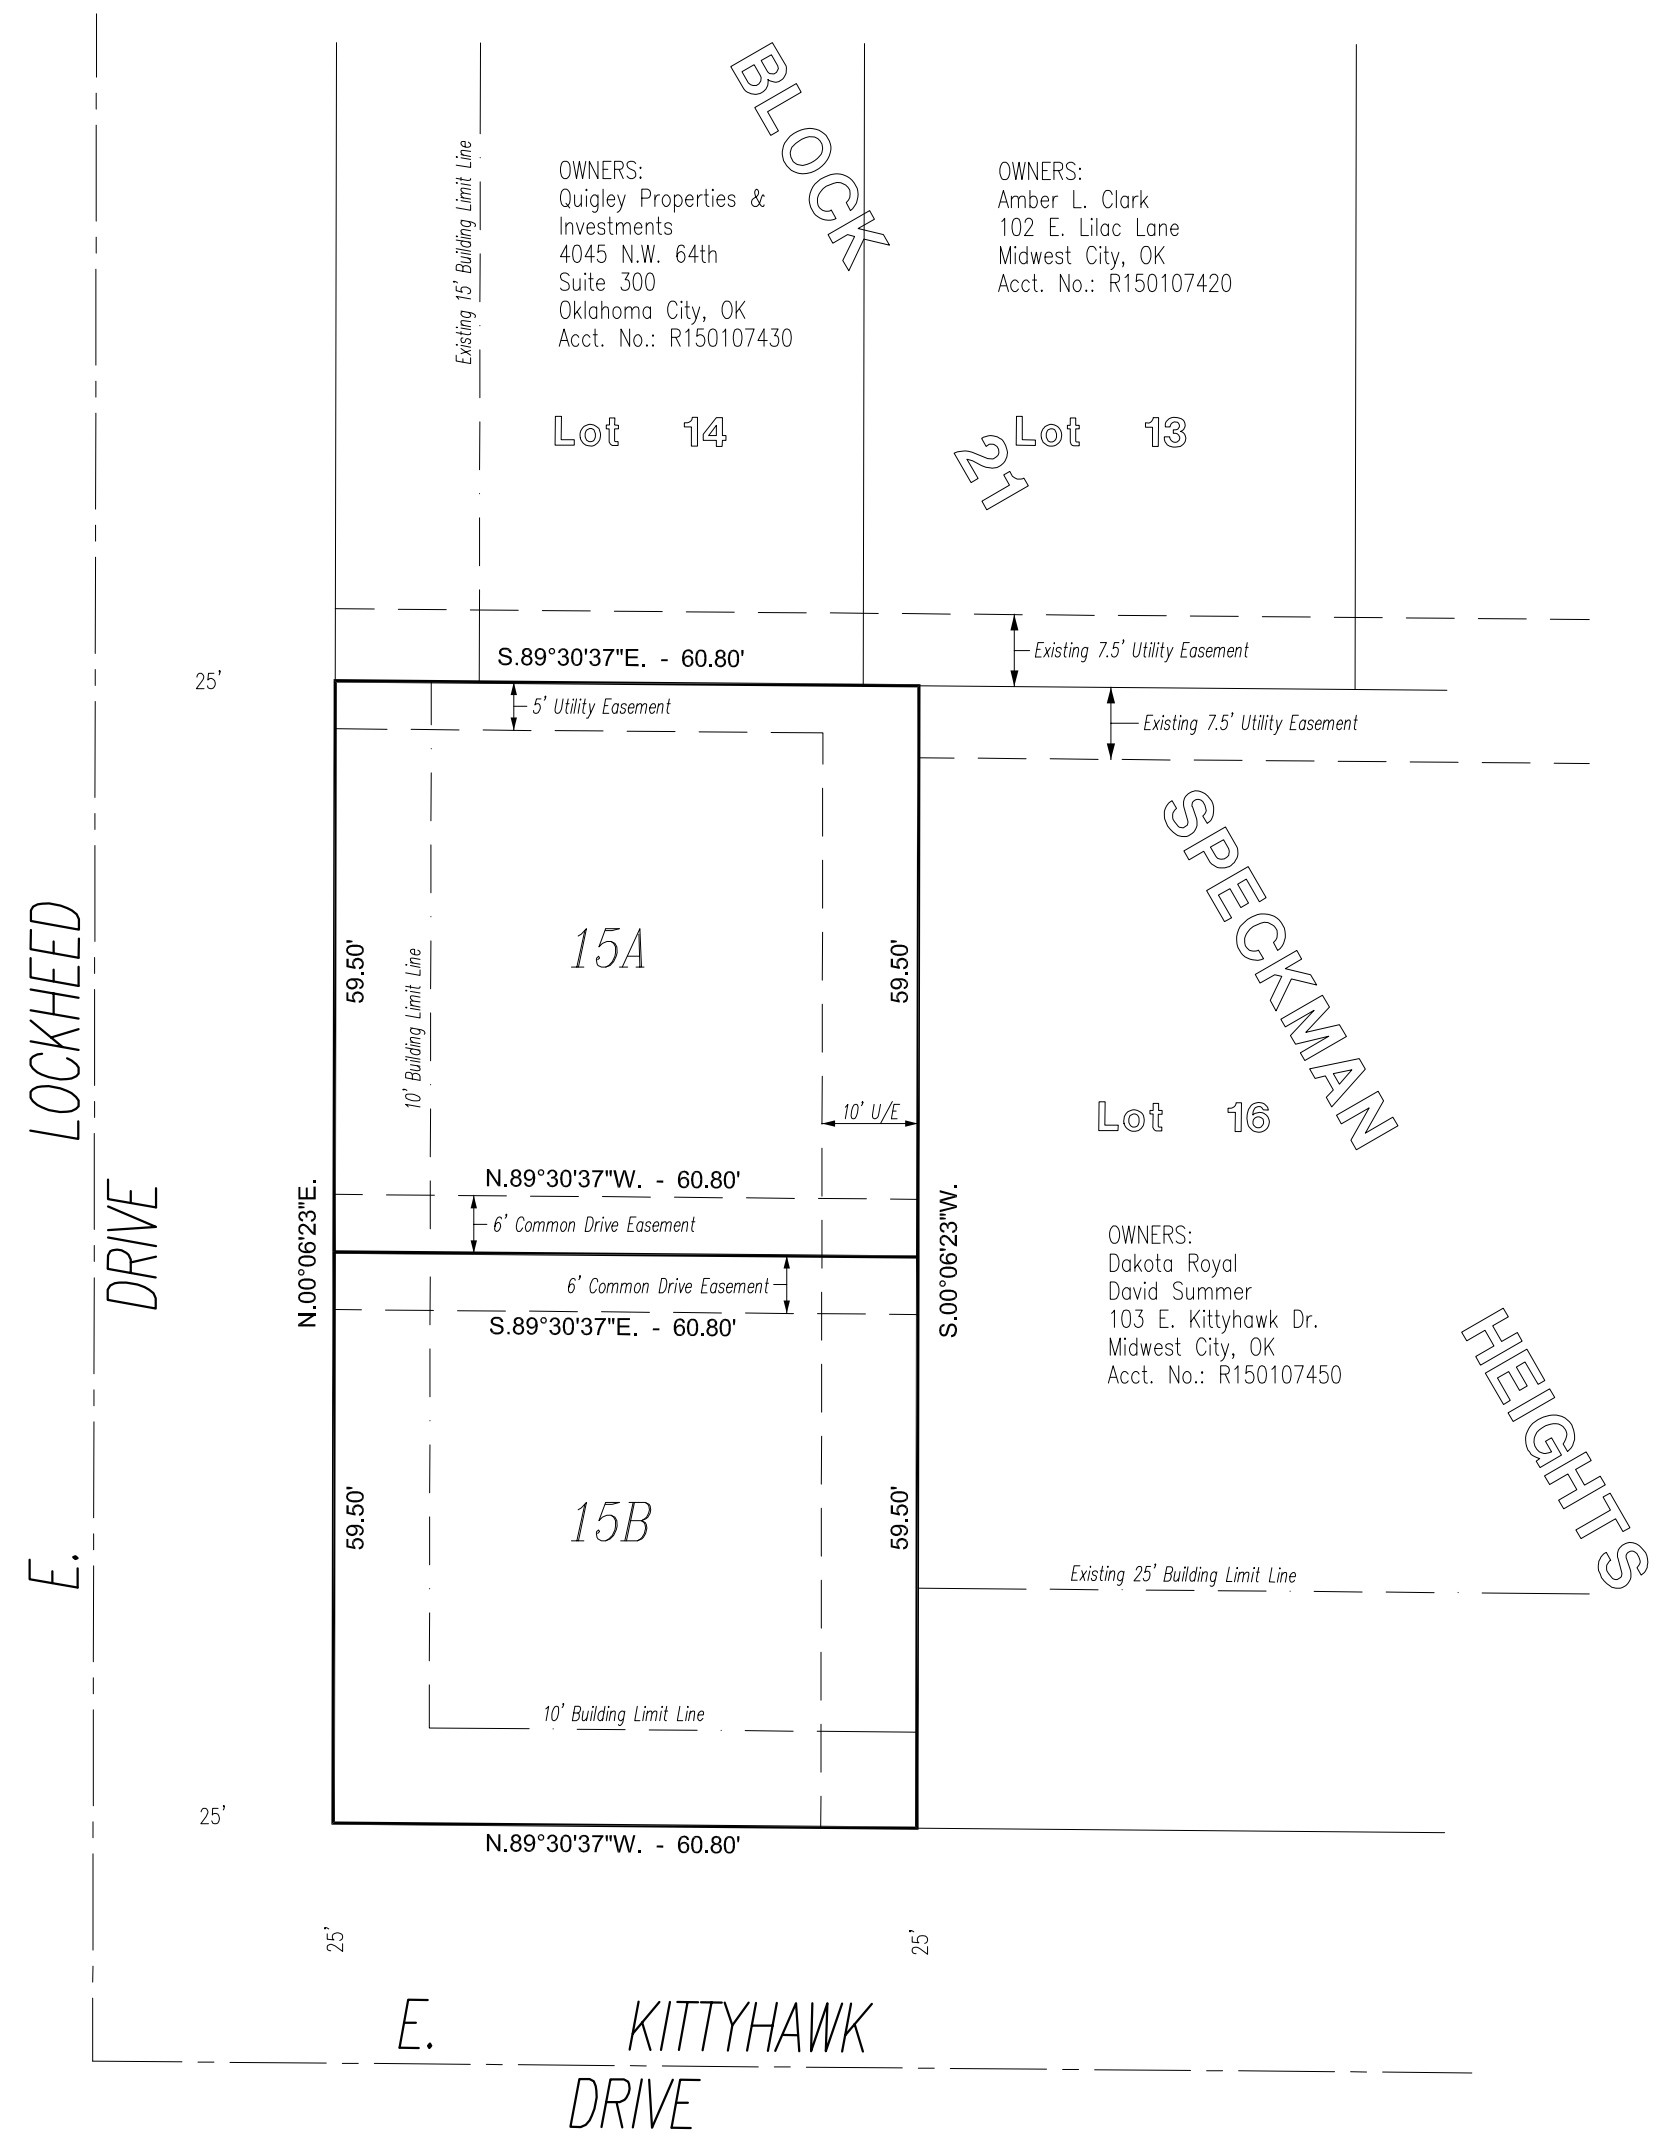 BLOCK
21
SPECKMAN
HEIGHTS
Existing 15' Building Limit Line
OWNERS:
Quigley Properties &
Investments
4045 N.W. 64th
Suite 300
Oklahoma City, OK
Acct. No.: R150107430
Lot 14
OWNERS:
Amber L. Clark
102 E. Lilac Lane
Midwest City, OK
Acct. No.: R150107420
Lot 13
Existing 7.5' Utility Easement
S.89°30'37"E. - 60.80'
25'
5' Utility Easement
Existing 7.5' Utility Easement
15A
59.50'
59.50'
10' Building Limit Line
10' U/E
Lot 16
N.89°30'37"W. - 60.80'
6' Common Drive Easement
N.00°06'23"E.
S.00°06'23"W.
6' Common Drive Easement
S.89°30'37"E. - 60.80'
OWNERS:
Dakota Royal
David Summer
103 E. Kittyhawk Dr.
Midwest City, OK
Acct. No.: R150107450
15B
59.50'
59.50'
Existing 25' Building Limit Line
10' Building Limit Line
25'
N.89°30'37"W. - 60.80'
25'
25'
E. LOCKHEED
DRIVE
E. KITTYHAWK
DRIVE